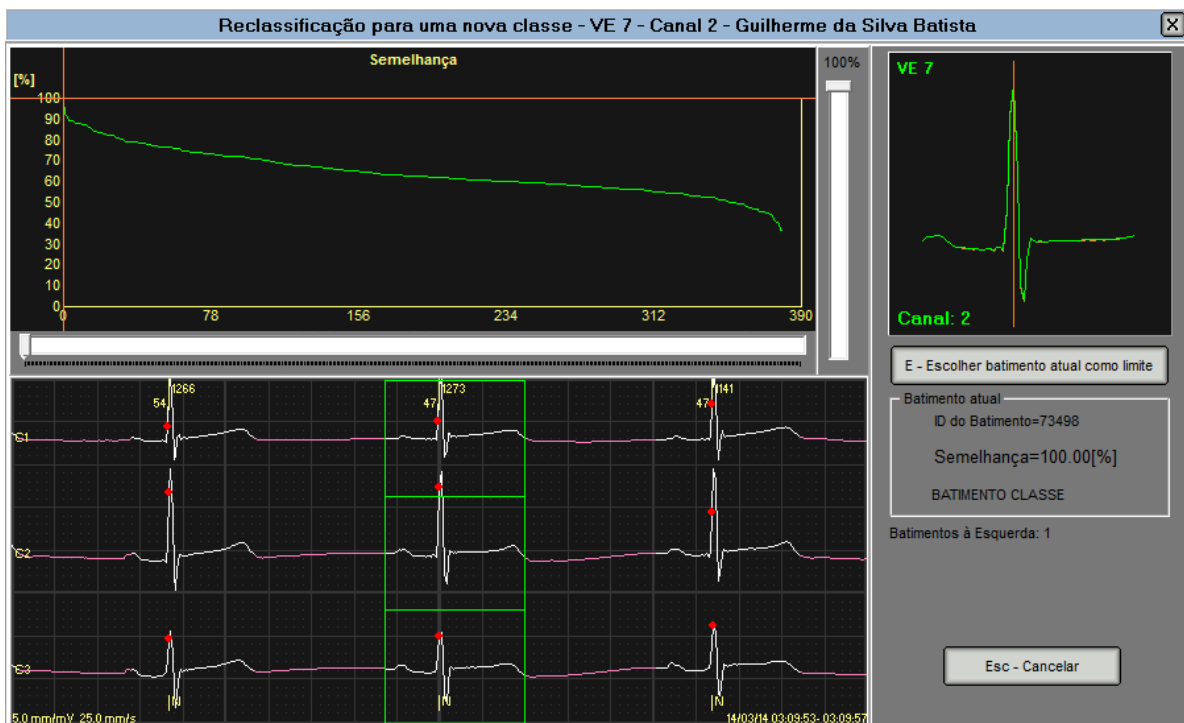 Reclassificação para uma nova classe - VE 7 - Canal 2 - Guilherme da Silva Batista
Semelhança
[%]
100
90
80
70
60
50
40
30
20
10
0
0 78 156 234 312 390
100%
VE 7
Canal: 2
E - Escolher batimento atual como limite
Batimento atual
ID do Batimento=73498
Semelhança=100.00[%]
BATIMENTO CLASSE
Batimentos à Esquerda: 1
Esc - Cancelar
1266 1273 1141
54 47 47
C1
C2
C3
N N N
5.0 mm/mV 25.0 mm/s 14/03/14 03:09:53- 03:09:57